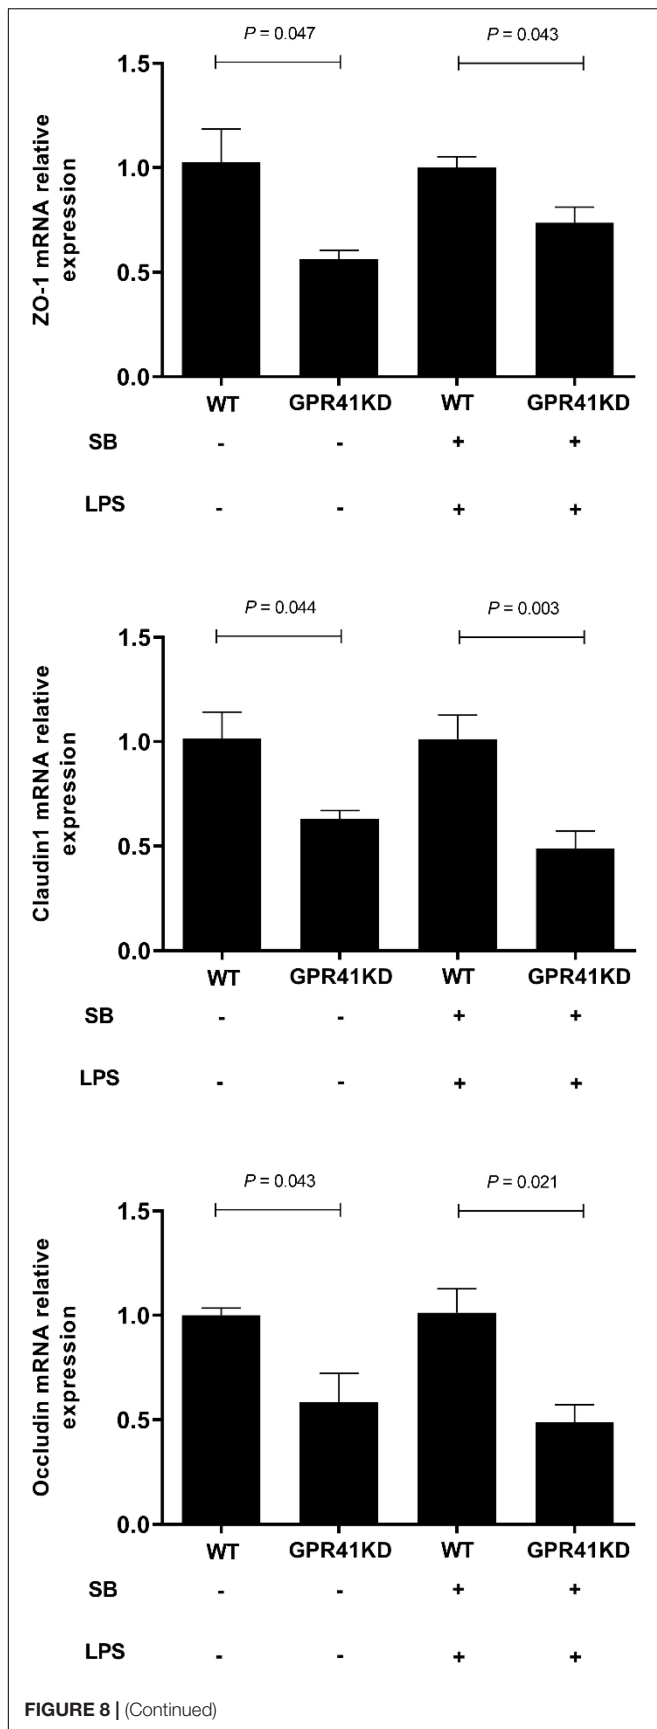 P = 0.047 P = 0.043
1.5
1.0
0.5
0.0
ZO-1 mRNA relative
expression
WT GPR41KD WT GPR41KD
SB - - + +
LPS - - + +
P = 0.044 P = 0.003
1.5
1.0
0.5
0.0
Claudin1 mRNA relative
expression
WT GPR41KD WT GPR41KD
SB - - + +
LPS - - + +
P = 0.043 P = 0.021
1.5
1.0
0.5
0.0
Occludin mRNA relative
expression
WT GPR41KD WT GPR41KD
SB - - + +
LPS - - + +
FIGURE 8 | (Continued)